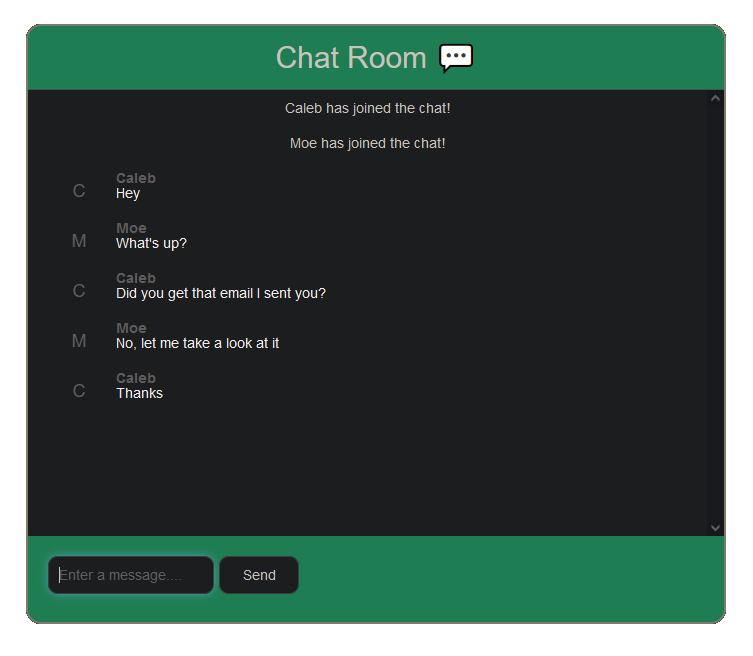 Chat Room
Caleb has joined the chat!
Moe has joined the chat!
Caleb
C
Hey
Moe
M
What's up?
Caleb
C
Did you get that email I sent you?
Moe
M
No, let me take a look at it
Caleb
C
Thanks
Enter a message.... Send